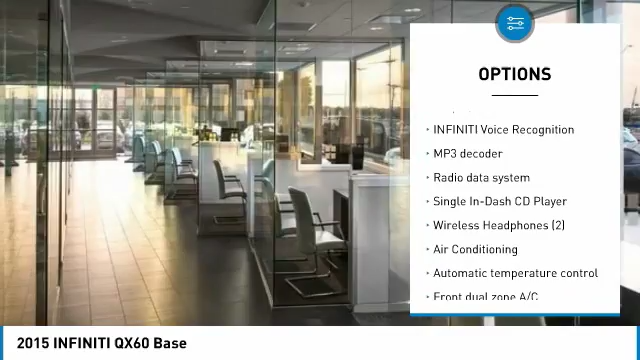 OPTIONS
• INFINITI Voice Recognition
• MP3 decoder
• Radio data system
• Single In-Dash CD Player
• Wireless Headphones (2)
• Air Conditioning
• Automatic temperature control
• Front dual zone A/C
2015 INFINITI QX60 Base